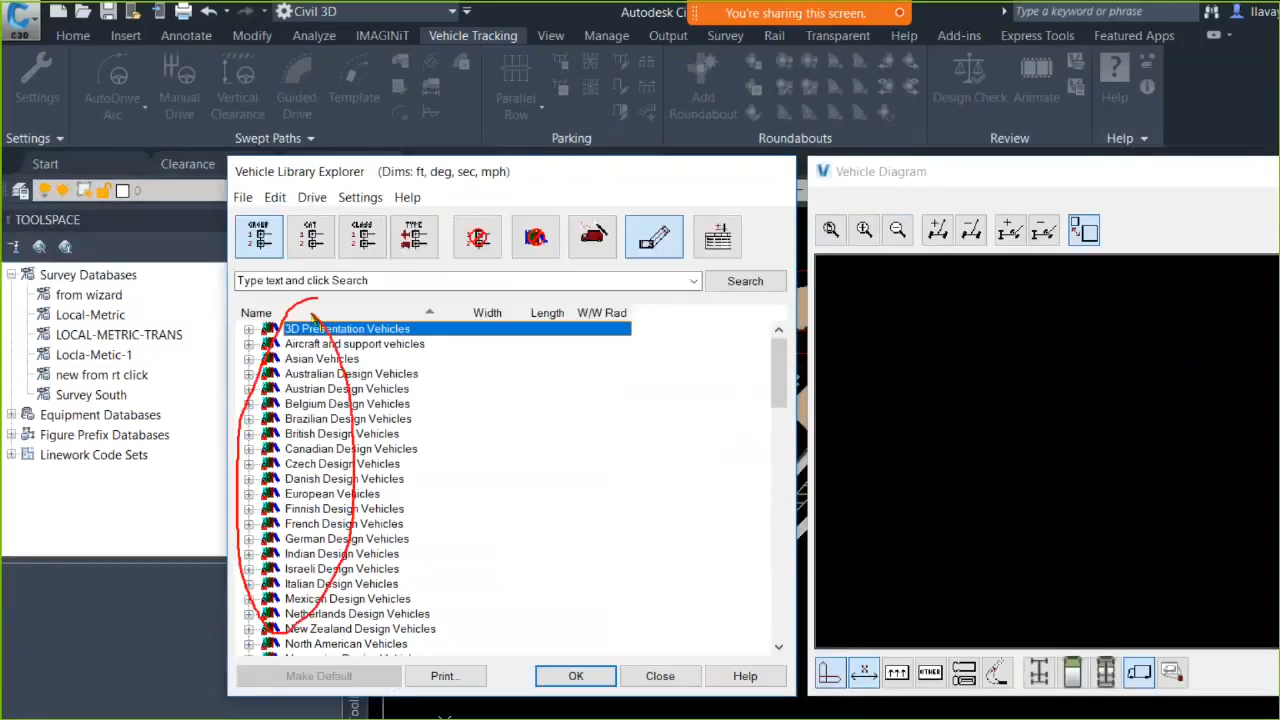 Civil 3D
Autodesk Ci
You're sharing this screen.
Type a keyword or phrase
ilava
C3D
Home Insert Annotate Modify Analyze IMAGINiT Vehicle Tracking View Manage Output Survey Rail Transparent Help Add-ins Express Tools Featured Apps
Settings AutoDrive Arc Manual Drive Vertical Clearance Guided Drive Template Parallel Row Add Roundabout Design Check Animate Help
Settings Swept Paths Parking Roundabouts Review Help
Start Clearance
0
TOOLSPACE
Survey Databases
from wizard
Local-Metric
LOCAL-METRIC-TRANS
Locla-Metic-1
new from rt click
Survey South
Equipment Databases
Figure Prefix Databases
Linework Code Sets
Vehicle Library Explorer (Dims: ft, deg, sec, mph)
File Edit Drive Settings Help
GROUP CAT CLASS TYPE
Type text and click Search Search
Name Width Length W/W Rad
3D Presentation Vehicles
Aircraft and support vehicles
Asian Vehicles
Australian Design Vehicles
Austrian Design Vehicles
Belgium Design Vehicles
Brazilian Design Vehicles
British Design Vehicles
Canadian Design Vehicles
Czech Design Vehicles
Danish Design Vehicles
European Vehicles
Finnish Design Vehicles
French Design Vehicles
German Design Vehicles
Indian Design Vehicles
Israeli Design Vehicles
Italian Design Vehicles
Mexican Design Vehicles
Netherlands Design Vehicles
New Zealand Design Vehicles
North American Vehicles
Make Default Print... OK Close Help
Vehicle Diagram
OTHER
Tool